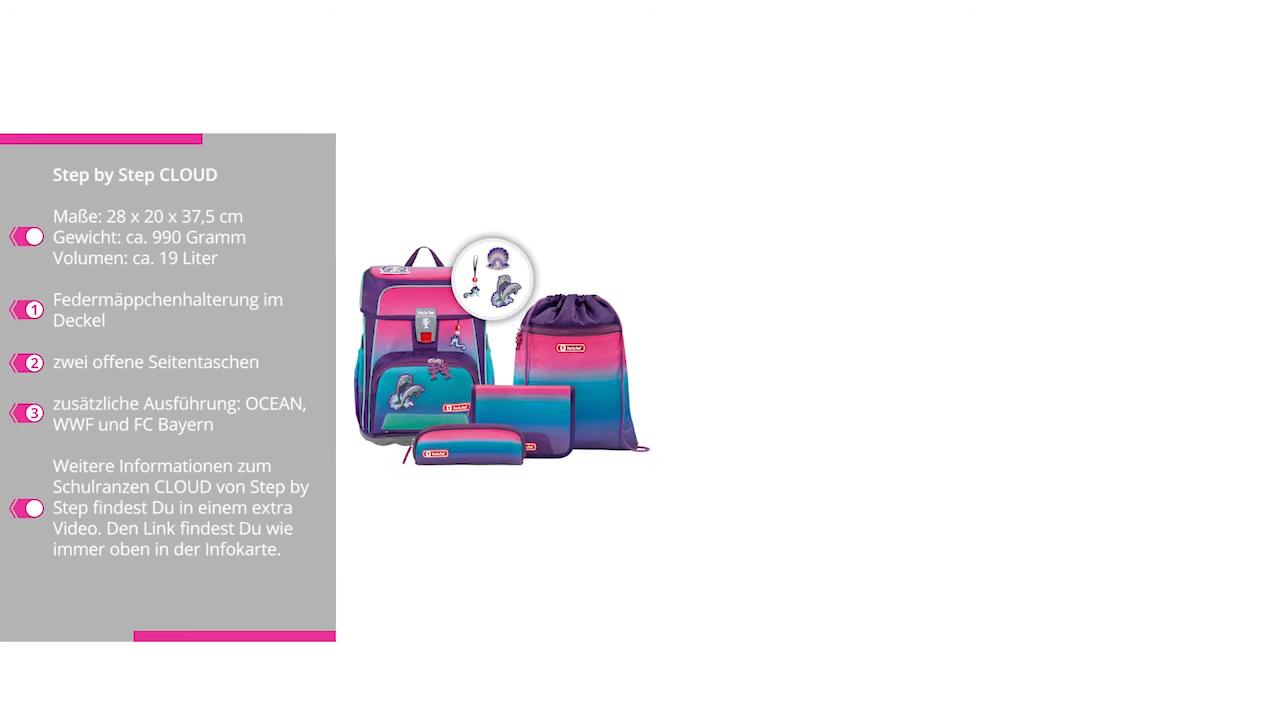 Step by Step CLOUD
Maße: 28 x 20 x 37,5 cm
Gewicht: ca. 990 Gramm
Volumen: ca. 19 Liter
1 Federmäppchenhalterung im
Deckel
2 zwei offene Seitentaschen
3 zusätzliche Ausführung: OCEAN,
WWF und FC Bayern
Weitere Informationen zum
Schulranzen CLOUD von Step by
Step findest Du in einem extra
Video. Den Link findest Du wie
immer oben in der Infokarte.